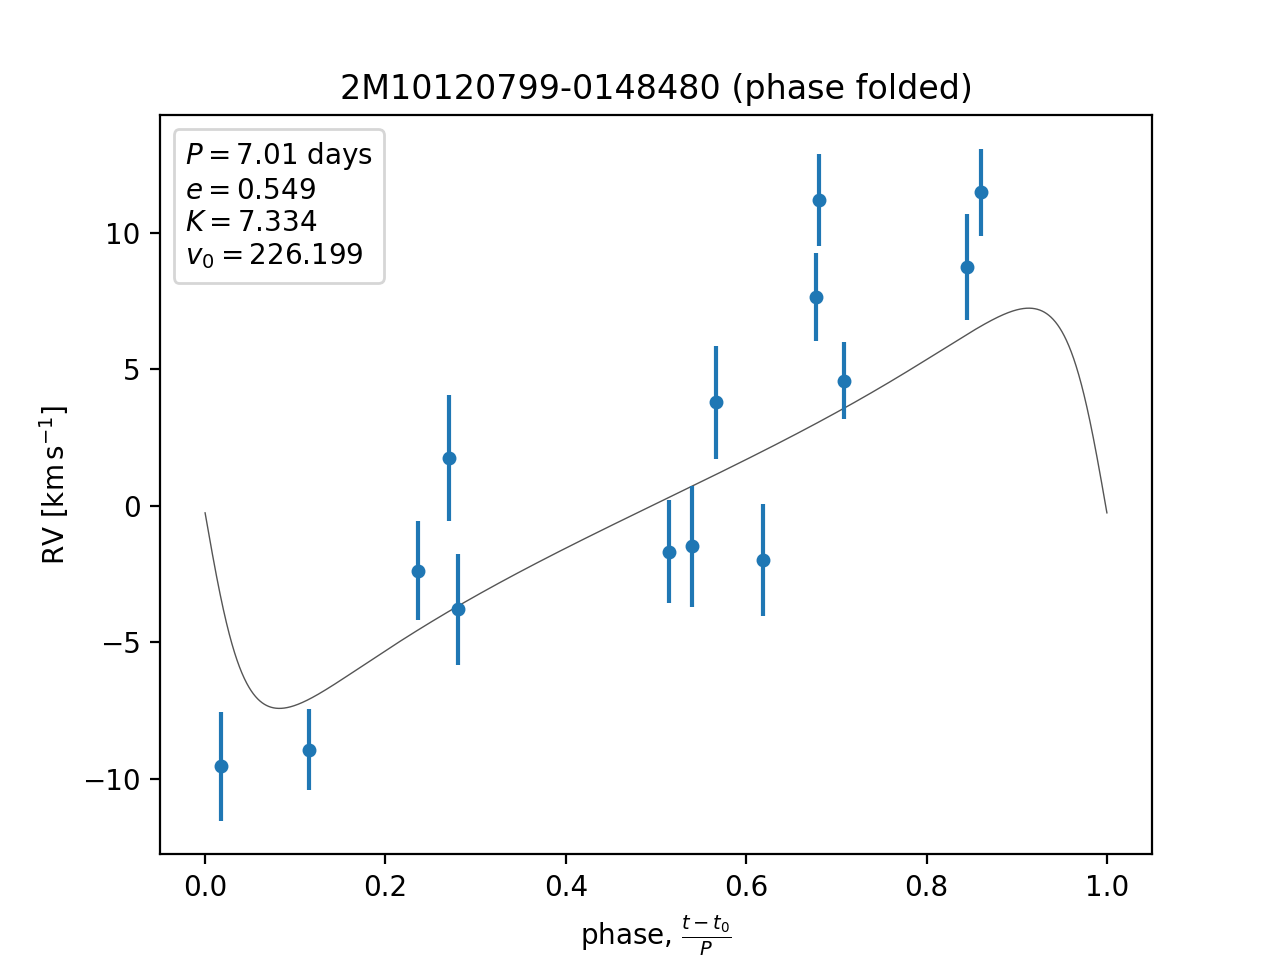 2M10120799-0148480 (phase folded)
P = 7.01 days
e = 0.549
K = 7.334
v₀ = 226.199
10
5
0
−5
−10
RV [km s⁻¹]
0.0 0.2 0.4 0.6 0.8 1.0
phase, (t − t₀)/P